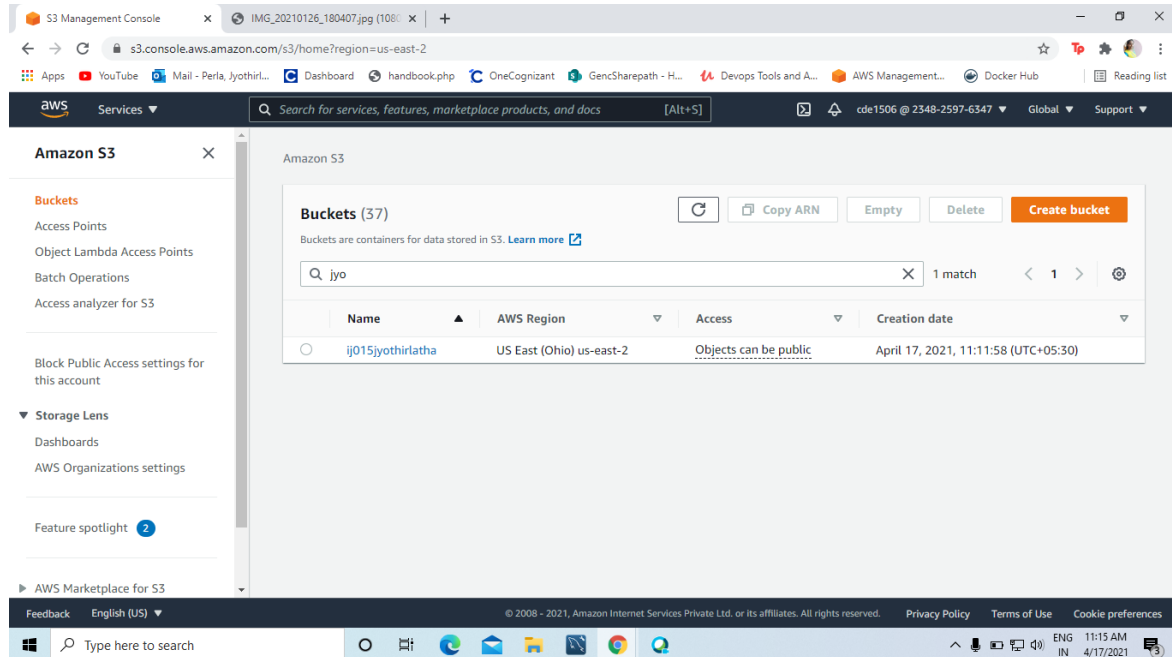 S3 Management Console
IMG_20210126_180407.jpg (1080
s3.console.aws.amazon.com/s3/home?region=us-east-2
Apps YouTube Mail - Perla, Jyothirl... Dashboard handbook.php OneCognizant GencSharepath - H... Devops Tools and A... AWS Management... Docker Hub Reading list
aws Services ▼ Search for services, features, marketplace products, and docs [Alt+S] cde1506 @ 2348-2597-6347 ▼ Global ▼ Support ▼
Amazon S3
Buckets
Access Points
Object Lambda Access Points
Batch Operations
Access analyzer for S3
Block Public Access settings for
this account
Storage Lens
Dashboards
AWS Organizations settings
Feature spotlight 2
AWS Marketplace for S3
Amazon S3
Buckets (37) Copy ARN Empty Delete Create bucket
Buckets are containers for data stored in S3. Learn more
jyo 1 match 1
Name AWS Region Access Creation date
ij015jyothirlatha US East (Ohio) us-east-2 Objects can be public April 17, 2021, 11:11:58 (UTC+05:30)
Feedback English (US) ▼ © 2008 - 2021, Amazon Internet Services Private Ltd. or its affiliates. All rights reserved. Privacy Policy Terms of Use Cookie preferences
Type here to search ENG 11:15 AM
IN 4/17/2021 3